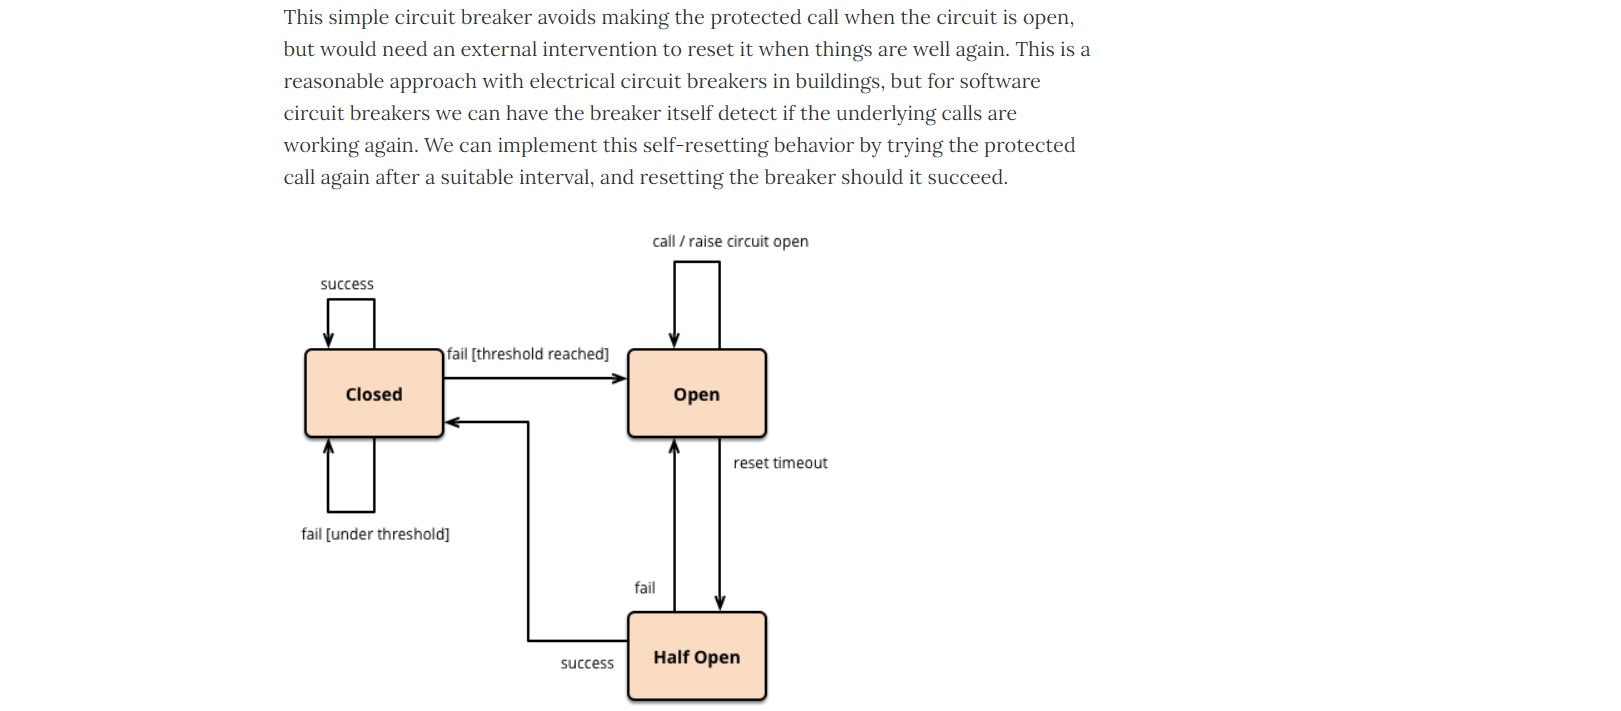 This simple circuit breaker avoids making the protected call when the circuit is open,
but would need an external intervention to reset it when things are well again. This is a
reasonable approach with electrical circuit breakers in buildings, but for software
circuit breakers we can have the breaker itself detect if the underlying calls are
working again. We can implement this self-resetting behavior by trying the protected
call again after a suitable interval, and resetting the breaker should it succeed.
call / raise circuit open
success
fail [threshold reached]
Closed
Open
reset timeout
fail [under threshold]
fail
Half Open
success